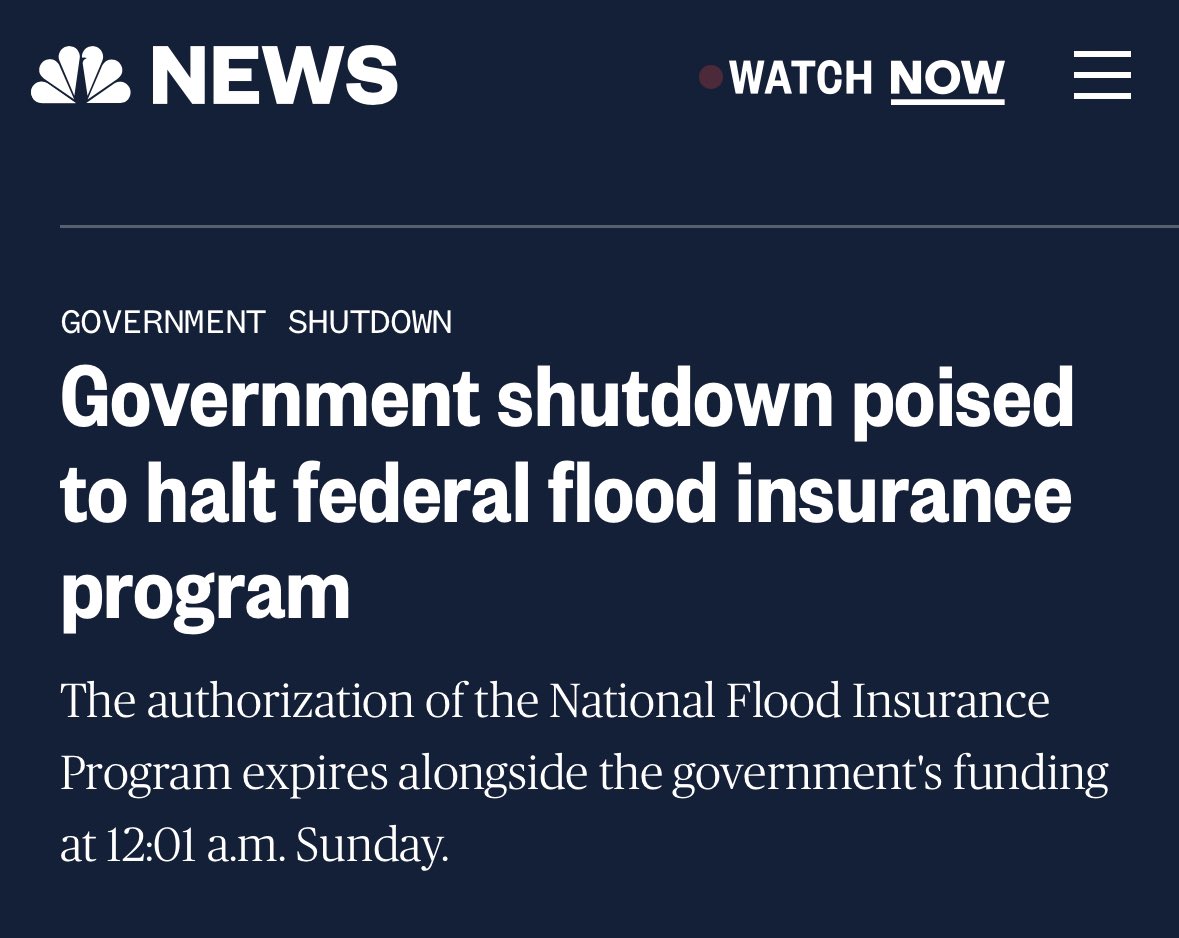 NEWS
WATCH NOW
GOVERNMENT SHUTDOWN
Government shutdown poised
to halt federal flood insurance
program
The authorization of the National Flood Insurance
Program expires alongside the government's funding
at 12:01 a.m. Sunday.